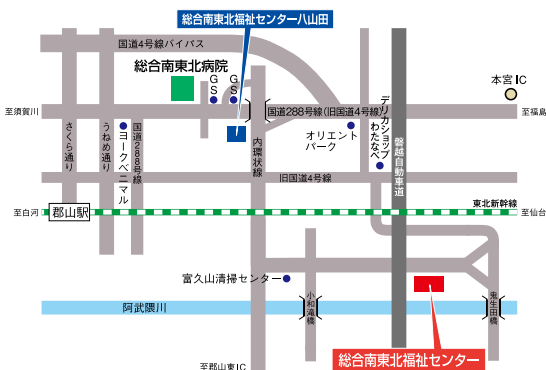 総合南東北福祉センター八山田
国道4号線バイパス
総合南東北病院
GS
GS
本宮IC
至須賀川
国道288号線(旧国道4号線)
至福島
さくら通り
うねめ通り
ヨークベニマル
国道288号線
内環状線
オリエント
パーク
デリカショップ
わたなべ
磐越自動車道
旧国道4号線
東北新幹線
至白河
郡山駅
至仙台
富久山清掃センター
阿武隈川
小和滝橋
鬼生田橋
総合南東北福祉センター
至郡山東IC